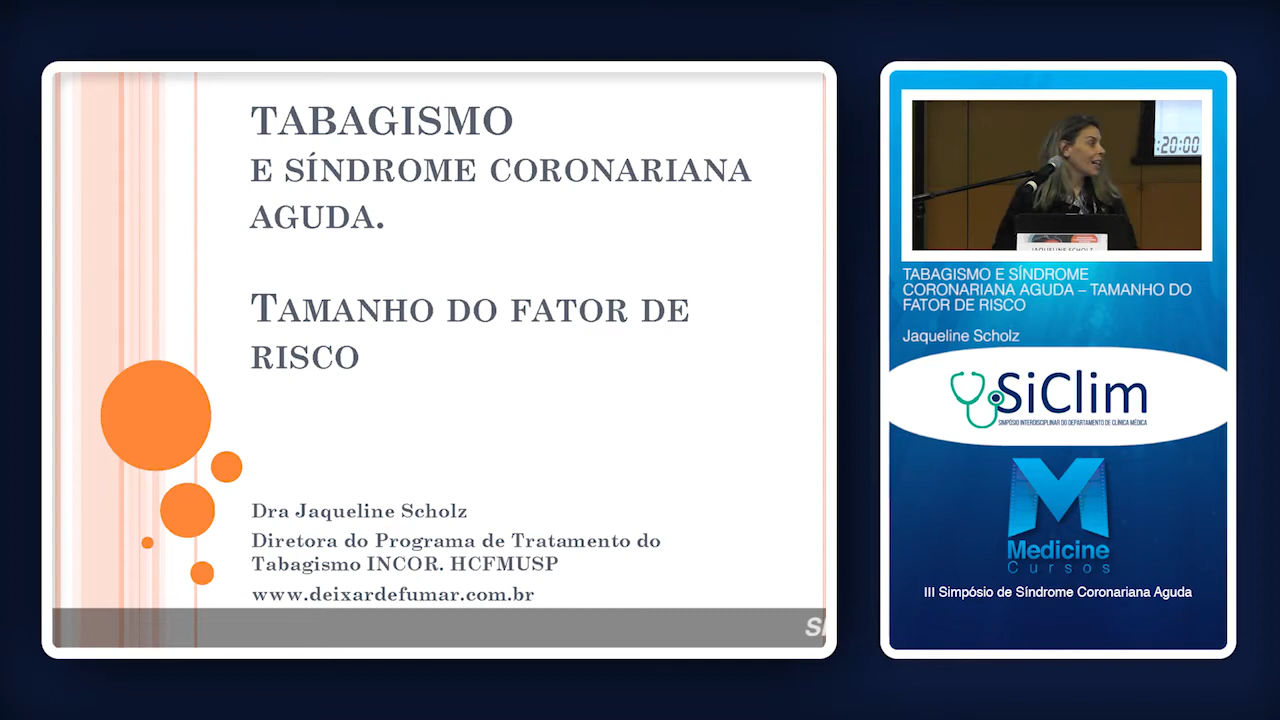 TABAGISMO
E SÍNDROME CORONARIANA
AGUDA.
TAMANHO DO FATOR DE
RISCO
Dra Jaqueline Scholz
Diretora do Programa de Tratamento do
Tabagismo INCOR. HCFMUSP
www.deixardefumar.com.br
:20:00
JAQUELINE SCHOLZ
TABAGISMO E SÍNDROME
CORONARIANA AGUDA – TAMANHO DO
FATOR DE RISCO
Jaqueline Scholz
SiClim
SIMPÓSIO INTERDISCIPLINAR DO DEPARTAMENTO DE CLÍNICA MÉDICA
Medicine
Cursos
III Simpósio de Síndrome Coronariana Aguda